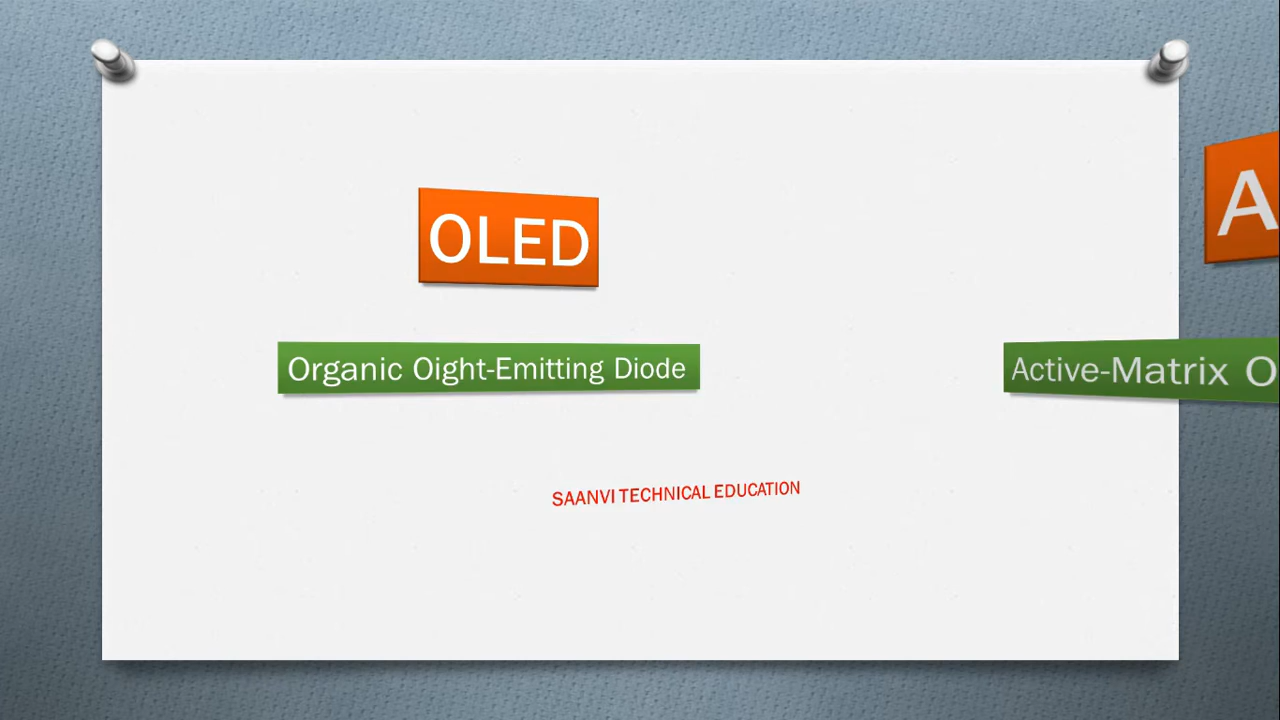 OLED
A
Organic Oight-Emitting Diode
Active-Matrix O
SAANVI TECHNICAL EDUCATION